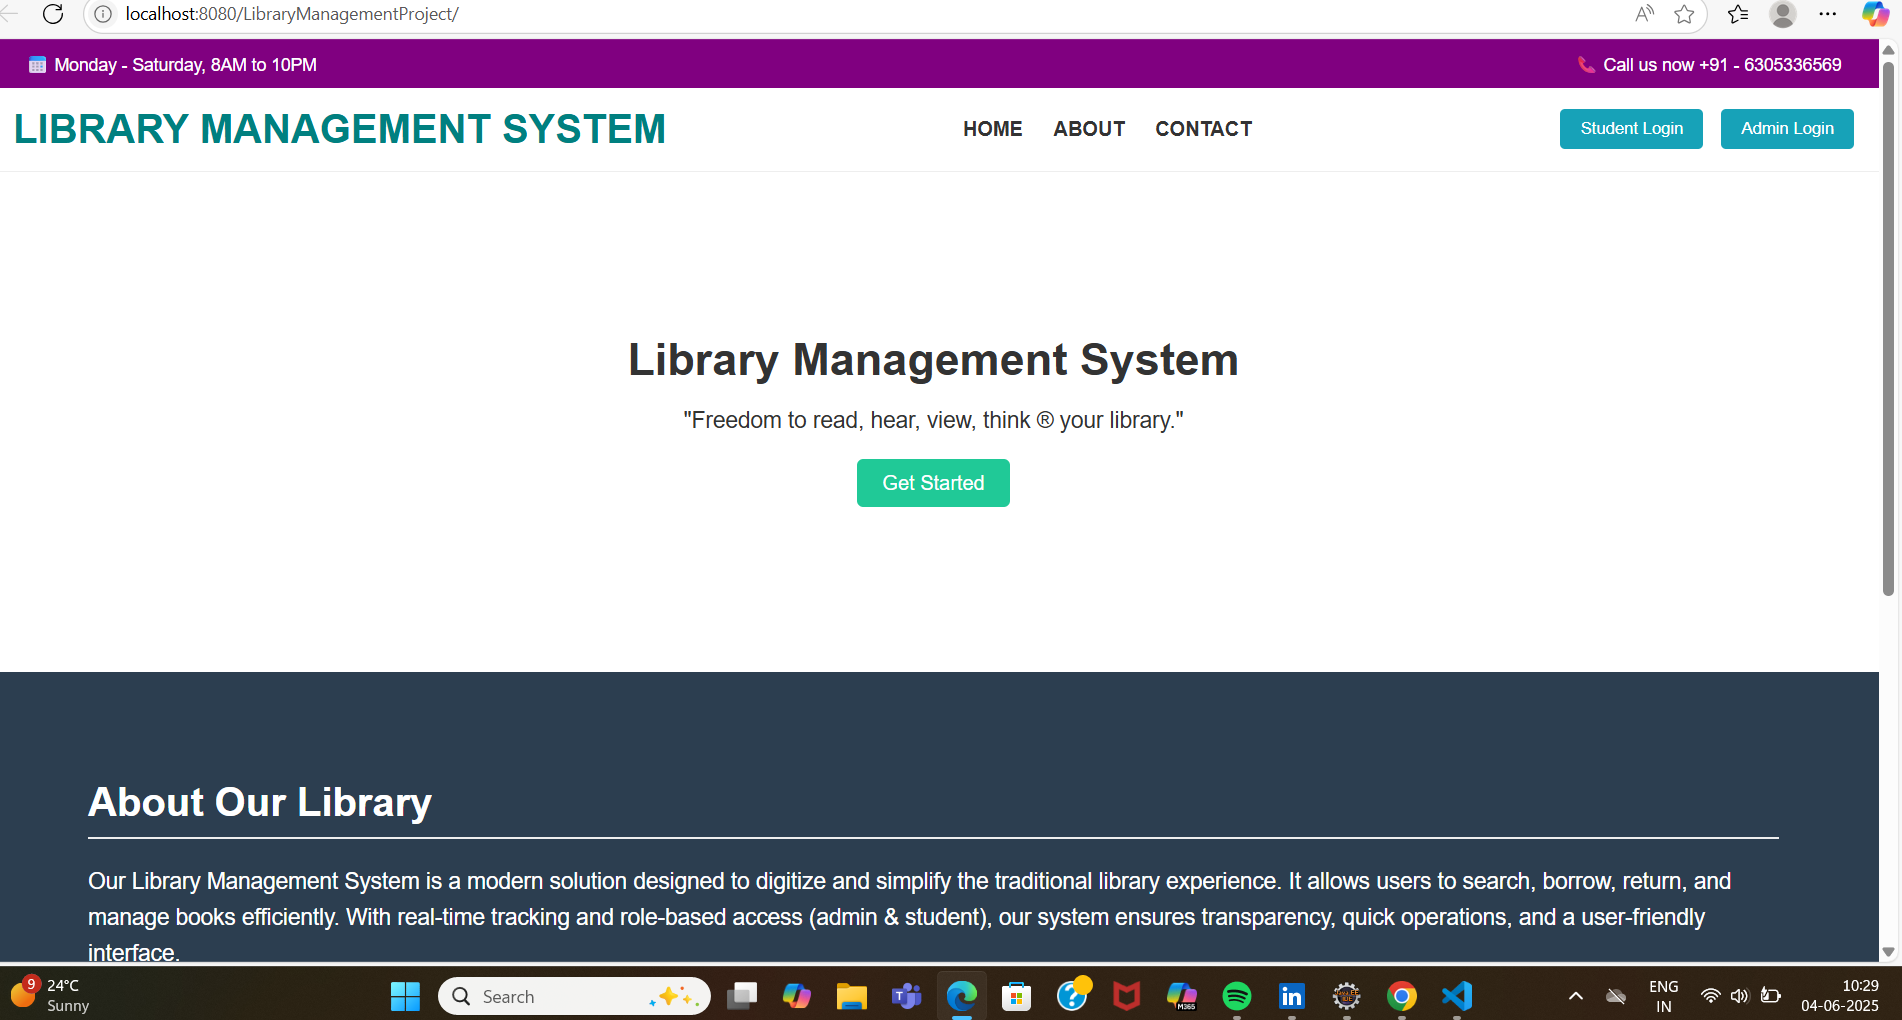 localhost:8080/LibraryManagementProject/
Monday - Saturday, 8AM to 10PM
Call us now +91 - 6305336569
LIBRARY MANAGEMENT SYSTEM
HOME ABOUT CONTACT
Student Login
Admin Login
Library Management System
"Freedom to read, hear, view, think ® your library."
Get Started
About Our Library
Our Library Management System is a modern solution designed to digitize and simplify the traditional library experience. It allows users to search, borrow, return, and
manage books efficiently. With real-time tracking and role-based access (admin & student), our system ensures transparency, quick operations, and a user-friendly
interface.
9
24°C
Sunny
Search
M365
ENG
IN
10:29
04-06-2025